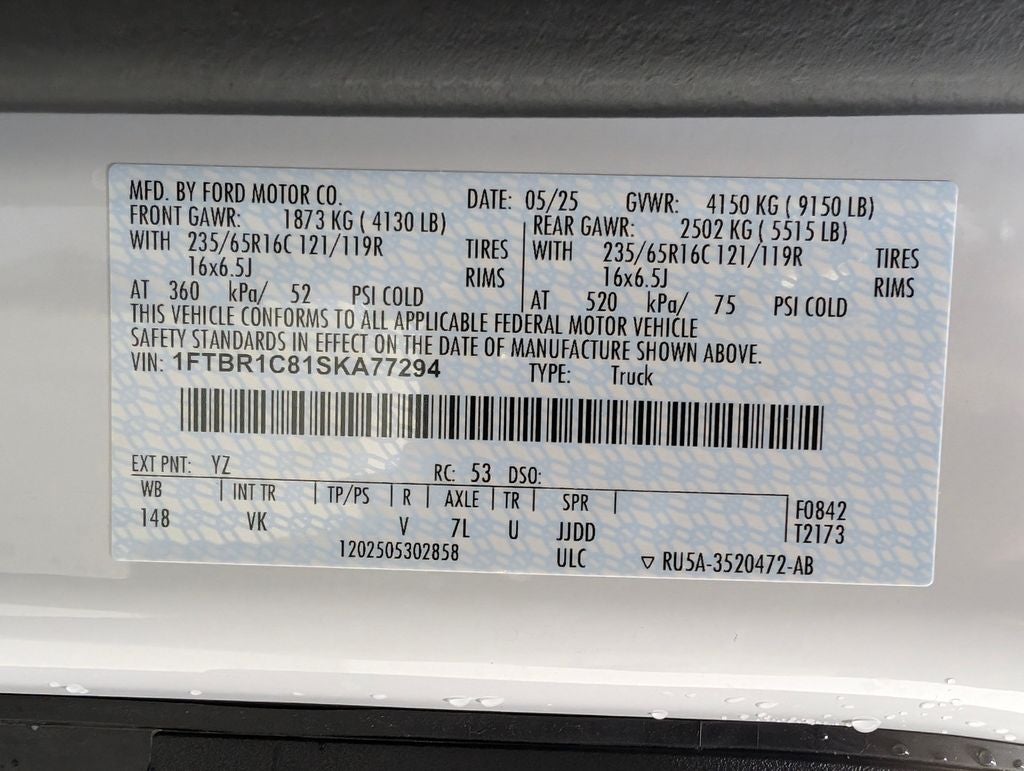 MFD. BY FORD MOTOR CO. DATE: 05/25 GVWR: 4150 KG ( 9150 LB)
FRONT GAWR: 1873 KG ( 4130 LB) REAR GAWR: 2502 KG ( 5515 LB)
WITH 235/65R16C 121/119R TIRES WITH 235/65R16C 121/119R TIRES
16x6.5J RIMS 16x6.5J RIMS
AT 360 kPa/ 52 PSI COLD AT 520 kPa/ 75 PSI COLD
THIS VEHICLE CONFORMS TO ALL APPLICABLE FEDERAL MOTOR VEHICLE
SAFETY STANDARDS IN EFFECT ON THE DATE OF MANUFACTURE SHOWN ABOVE.
VIN: 1FTBR1C81SKA77294 TYPE: Truck
EXT PNT: YZ RC: 53 DSO:
WB INT TR TP/PS R AXLE TR SPR F0842
148 VK V 7L U JJDD T2173
1202505302858 ULC ▽ RU5A-3520472-AB